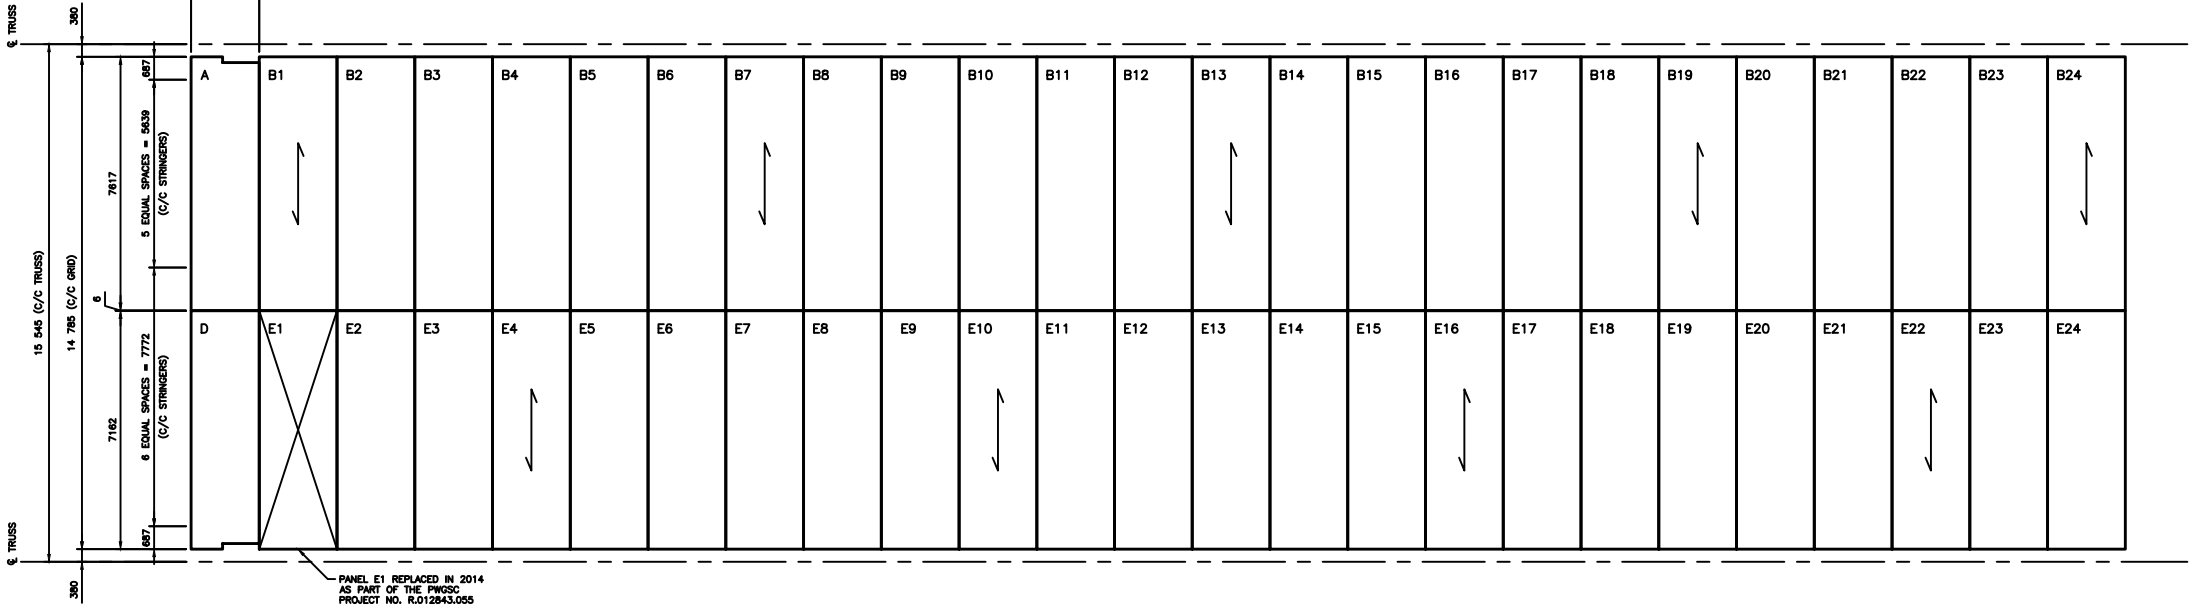 ℄ TRUSS
380
A B1 B2 B3 B4 B5 B6 B7 B8 B9 B10 B11 B12 B13 B14 B15 B16 B17 B18 B19 B20 B21 B22 B23 B24
687
5 EQUAL SPACES = 5639
(C/C STRINGERS)
7617
15 545 (C/C TRUSS)
14 785 (C/C GRID)
6
D E1 E2 E3 E4 E5 E6 E7 E8 E9 E10 E11 E12 E13 E14 E15 E16 E17 E18 E19 E20 E21 E22 E23 E24
6 EQUAL SPACES = 7772
(C/C STRINGERS)
7162
687
℄ TRUSS
380
PANEL E1 REPLACED IN 2014
AS PART OF THE PWGSC
PROJECT NO. R.012843.055